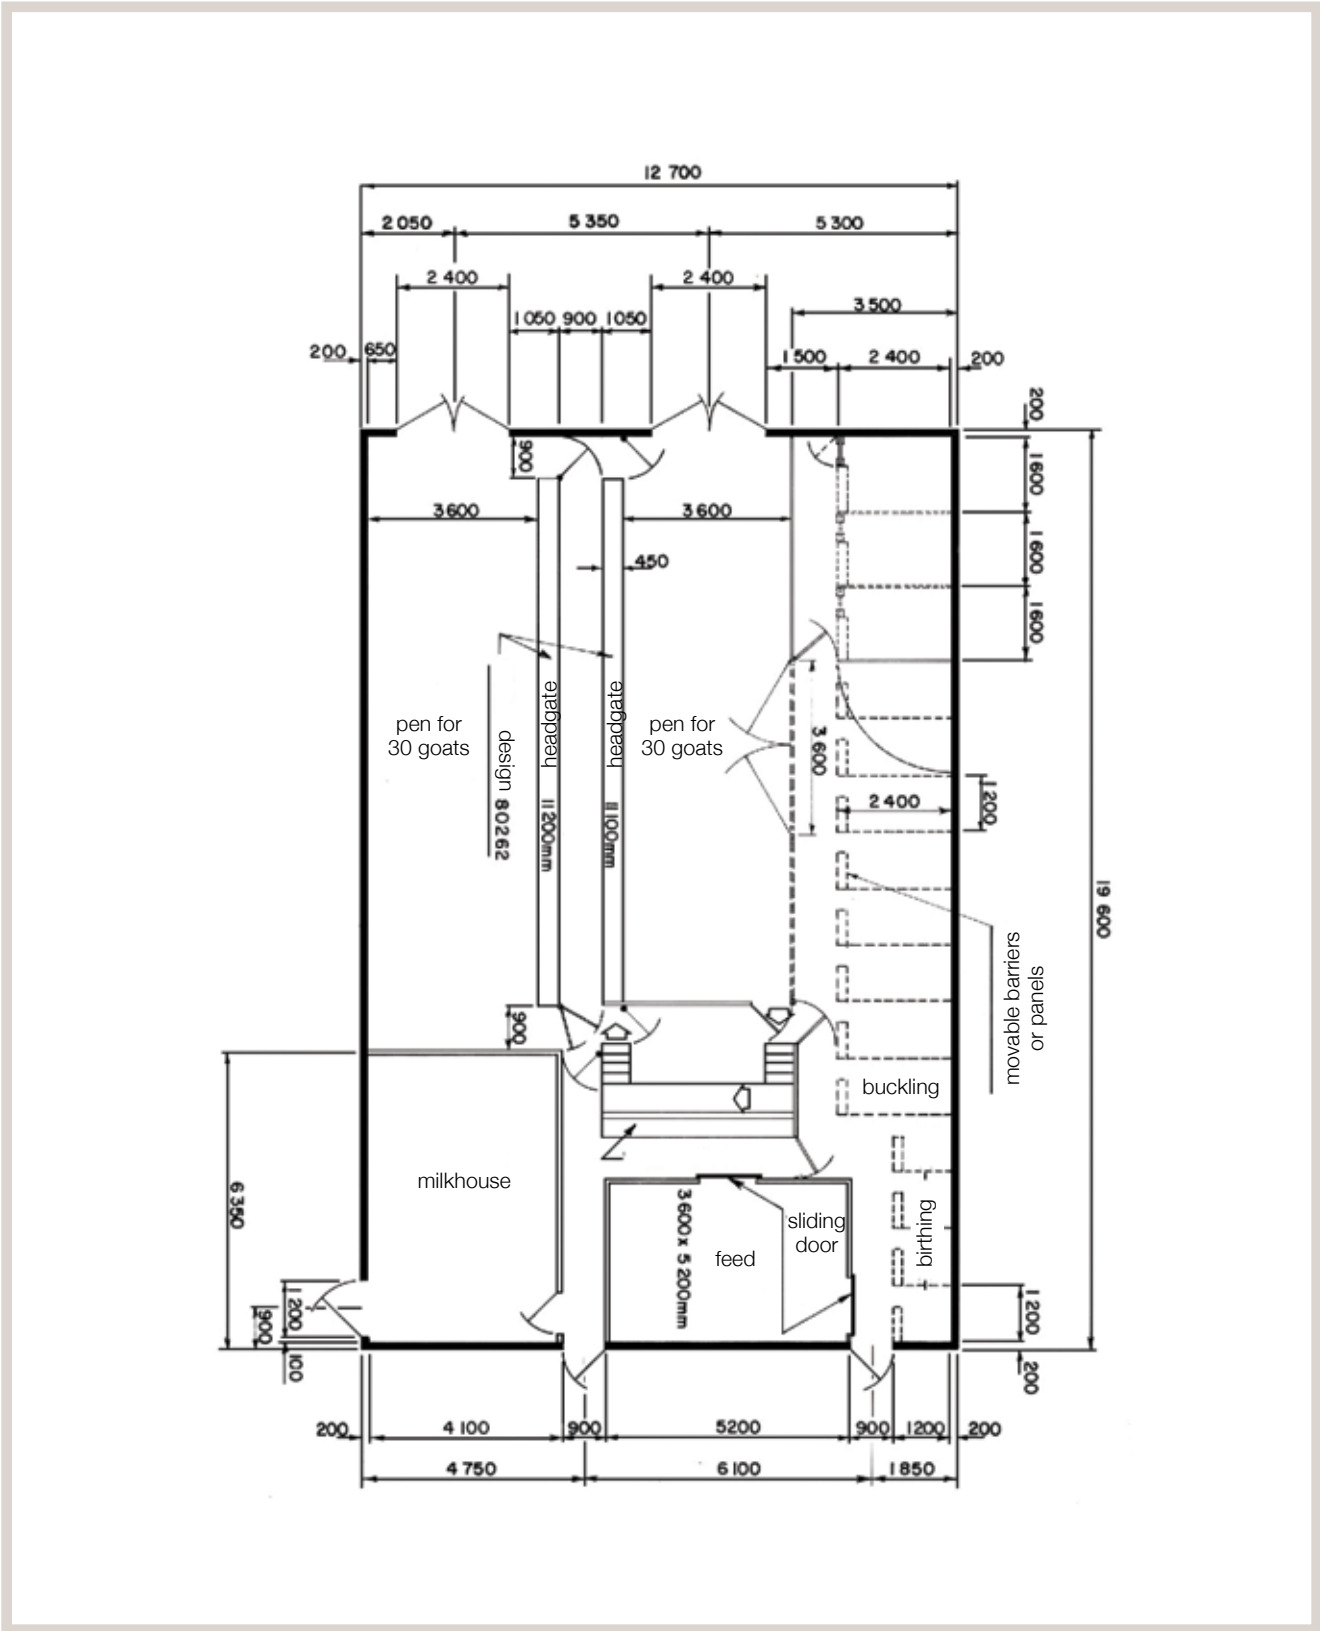 12 700
2 050
5 350
5 300
2 400
2 400
3 500
1 050
900
1 050
200
650
1 500
2 400
200
200
900
1 600
3 600
3 600
450
1 600
1 600
headgate
headgate
pen for
30 goats
design 80262
pen for
30 goats
3 600
11 200mm
11 100mm
2 400
1 200
19 600
movable barriers
or panels
900
buckling
milkhouse
6 350
3 600 x 5 200mm
sliding
door
feed
birthing
1 200
900
100
1 200
200
200
4 100
900
5200
900
1200
200
4 750
6 100
1 850